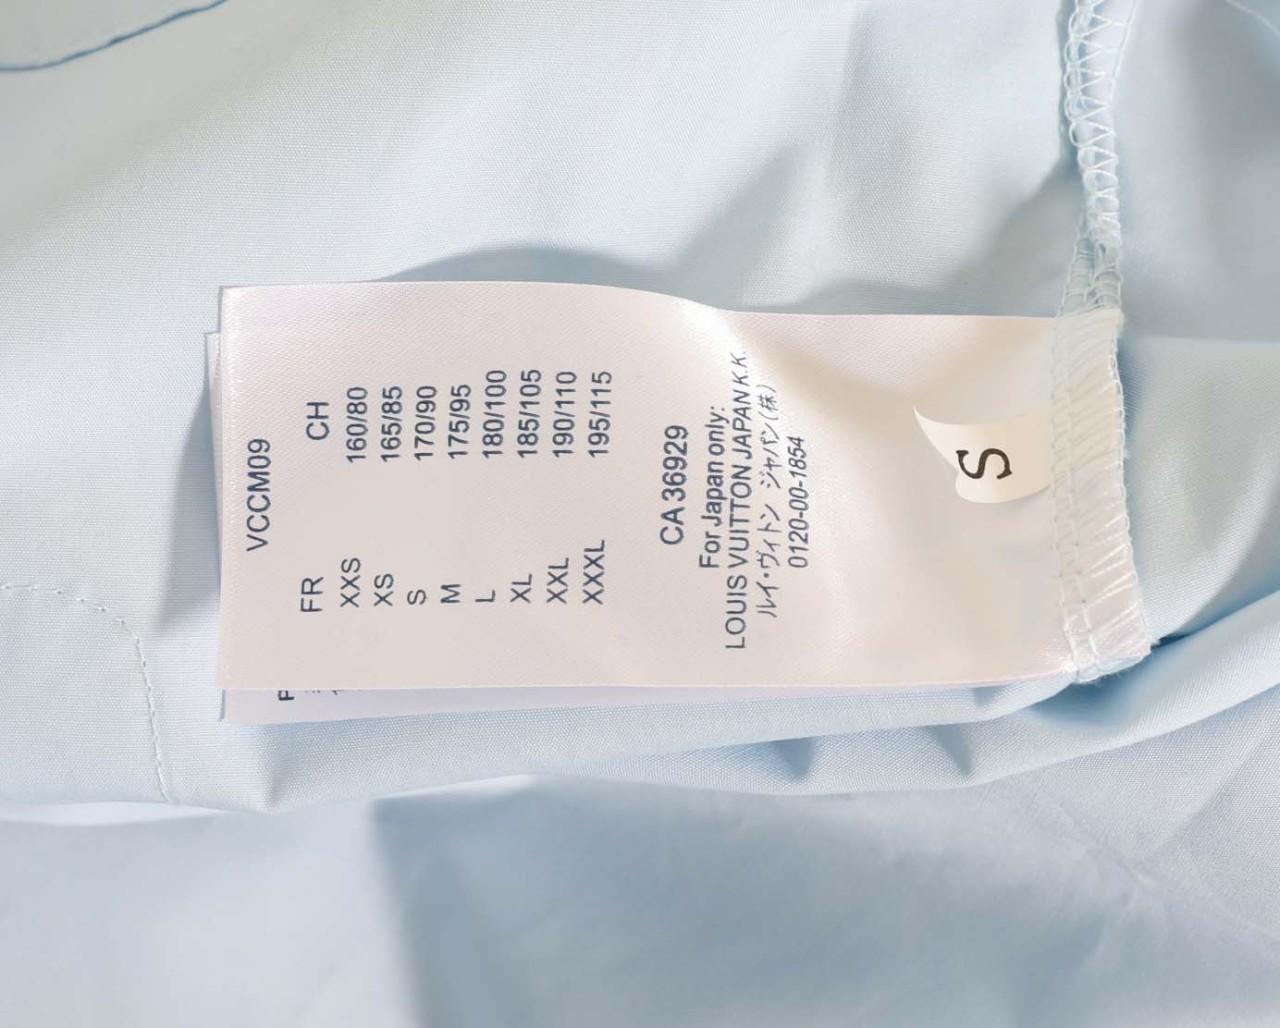 VCCM09
FR CH
XXS 160/80
XS 165/85
S 170/90
M 175/95
L 180/100
XL 185/105
XXL 190/110
XXXL 195/115
CA 36929
For Japan only:
LOUIS VUITTON JAPAN K.K.
ルイ・ヴィトン ジャパン(株)
0120-00-1854
S